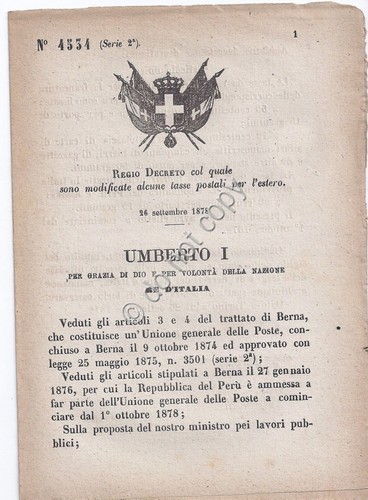 1
N° 4534 (Serie 2ª).
REGIO DECRETO col quale
sono modificate alcune tasse postali per l'estero.
26 settembre 1878
UMBERTO I
PER GRAZIA DI DIO E PER VOLONTÀ DELLA NAZIONE
RE D'ITALIA
Veduti gli articoli 3 e 4 del trattato di Berna,
che costituisce un'Unione generale delle Poste, con-
chiuso a Berna il 9 ottobre 1874 ed approvato con
legge 25 maggio 1875, n. 3501 (serie 2ª);
Veduti gli articoli stipulati a Berna il 27 gennaio
1876, per cui la Repubblica del Perù è ammessa a
far parte dell'Unione generale delle Poste a comin-
ciare dal 1° ottobre 1878;
Sulla proposta del nostro ministro pei lavori pub-
blici;
© do not copy